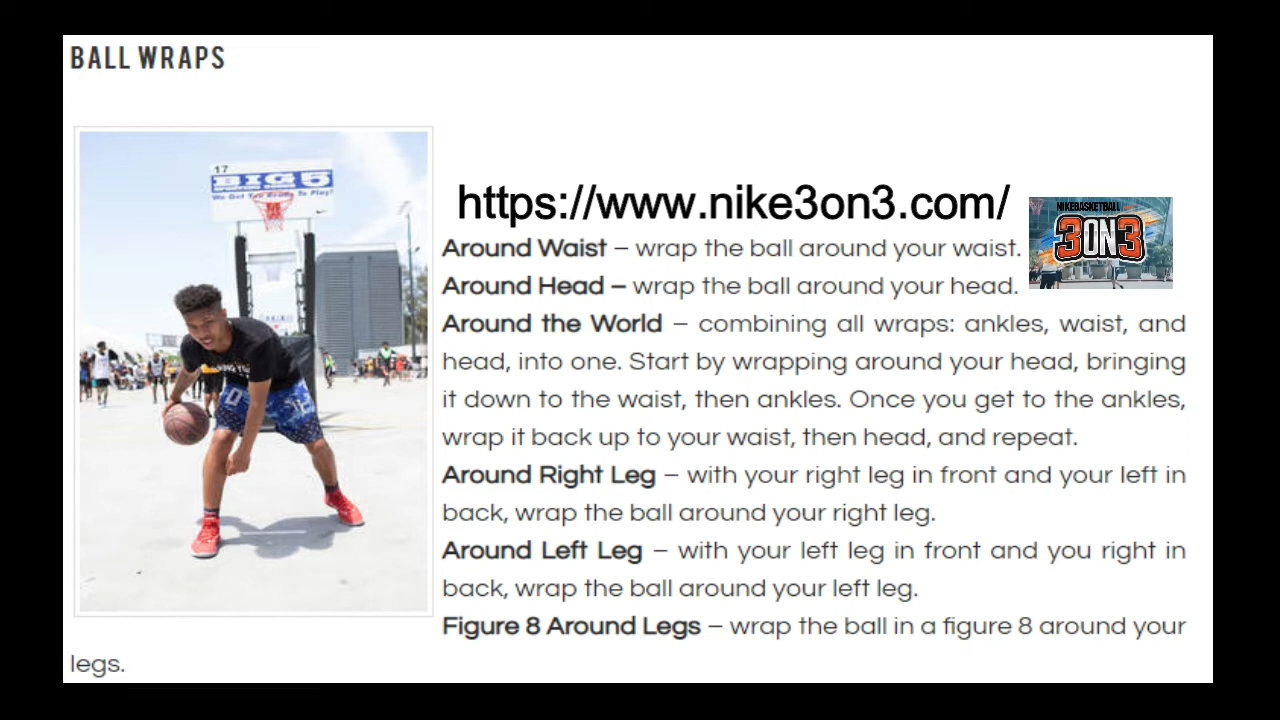 BALL WRAPS
17
BIG 5
We Get You Ready To Play!
https://www.nike3on3.com/
NIKEBASKETBALL
3ON3
Around Waist – wrap the ball around your waist.
Around Head – wrap the ball around your head.
Around the World – combining all wraps: ankles, waist, and
head, into one. Start by wrapping around your head, bringing
it down to the waist, then ankles. Once you get to the ankles,
wrap it back up to your waist, then head, and repeat.
Around Right Leg – with your right leg in front and your left in
back, wrap the ball around your right leg.
Around Left Leg – with your left leg in front and you right in
back, wrap the ball around your left leg.
Figure 8 Around Legs – wrap the ball in a figure 8 around your
legs.